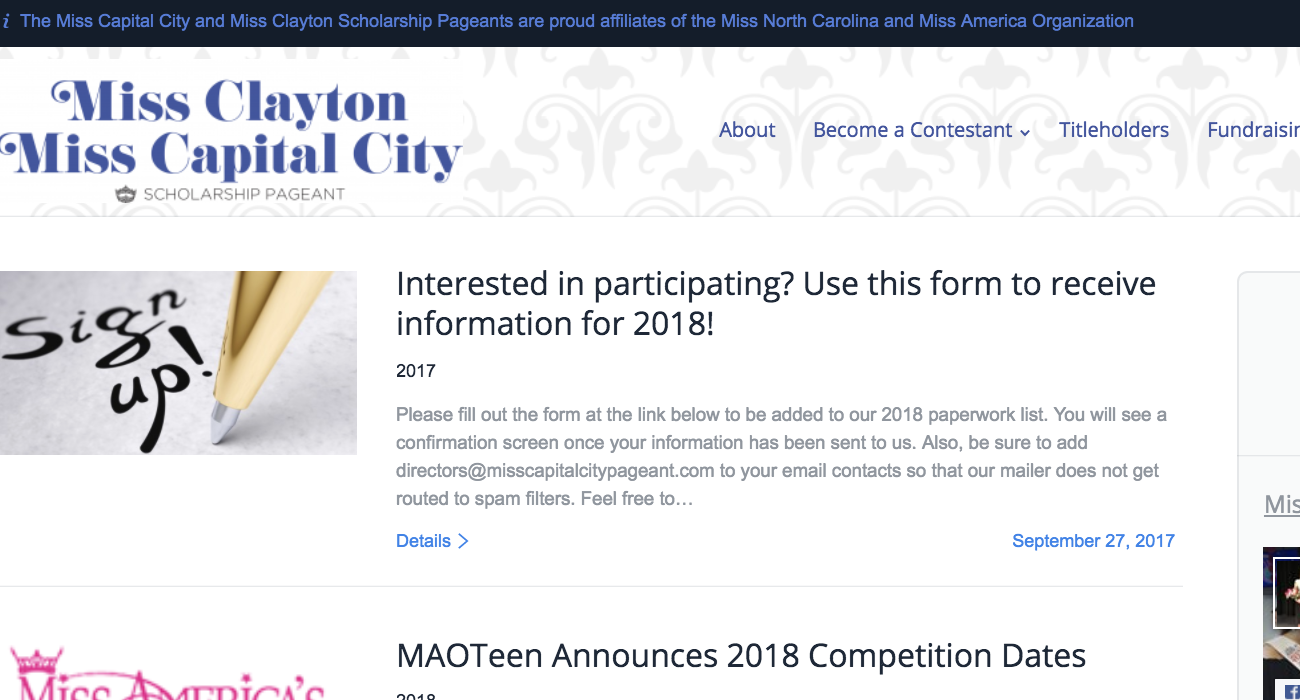 i The Miss Capital City and Miss Clayton Scholarship Pageants are proud affiliates of the Miss North Carolina and Miss America Organization
Miss Clayton
Miss Capital City
SCHOLARSHIP PAGEANT
About Become a Contestant Titleholders Fundraisin
Sign
up!
Interested in participating? Use this form to receive
information for 2018!
2017
Please fill out the form at the link below to be added to our 2018 paperwork list. You will see a
confirmation screen once your information has been sent to us. Also, be sure to add
directors@misscapitalcitypageant.com to your email contacts so that our mailer does not get
routed to spam filters. Feel free to…
Details
September 27, 2017
Mis
MISS AMERICA'S
MAOTeen Announces 2018 Competition Dates
2018